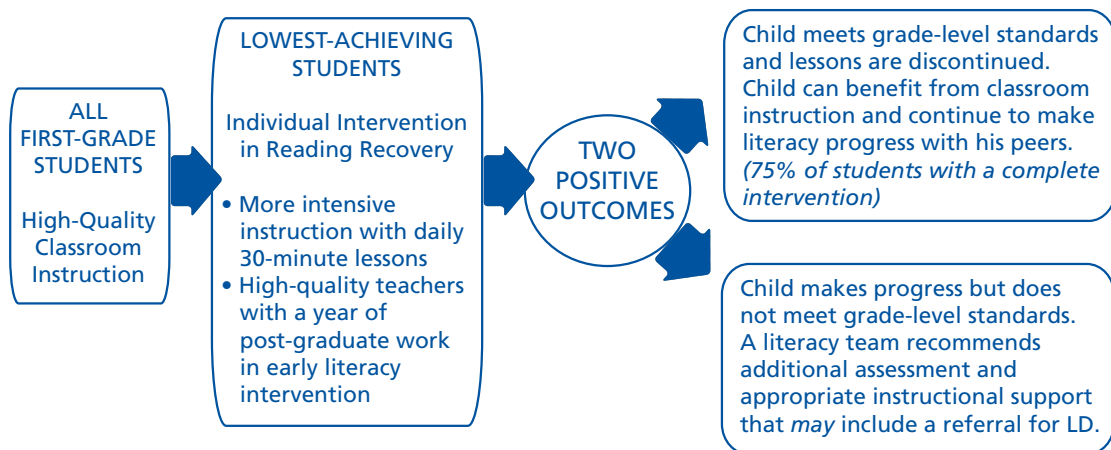 ALL
FIRST-GRADE
STUDENTS
High-Quality
Classroom
Instruction
LOWEST-ACHIEVING
STUDENTS
Individual Intervention
in Reading Recovery
• More intensive
instruction with daily
30-minute lessons
• High-quality teachers
with a year of
post-graduate work
in early literacy
intervention
TWO
POSITIVE
OUTCOMES
Child meets grade-level standards
and lessons are discontinued.
Child can benefit from classroom
instruction and continue to make
literacy progress with his peers.
(75% of students with a complete
intervention)
Child makes progress but does
not meet grade-level standards.
A literacy team recommends
additional assessment and
appropriate instructional support
that may include a referral for LD.